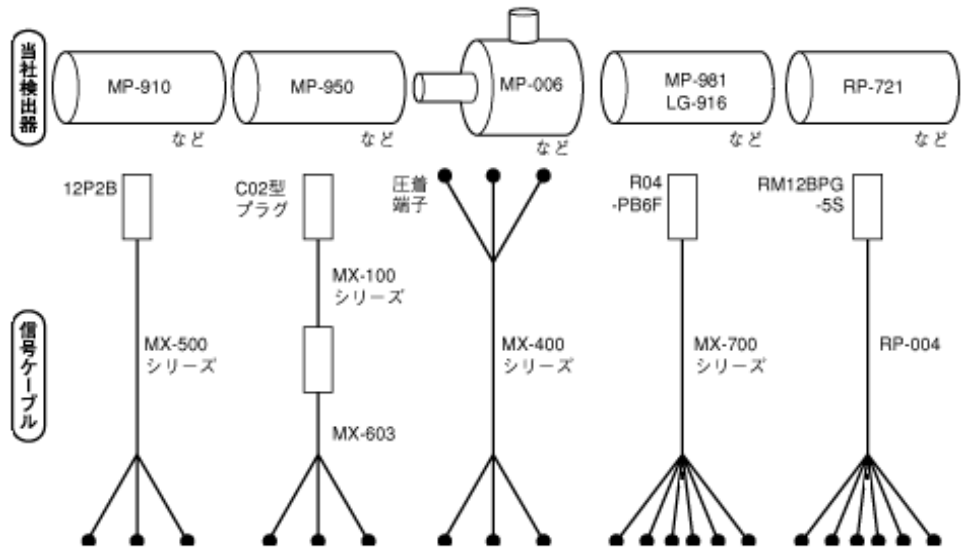 当社検出器
MP-910
など
MP-950
など
MP-006
など
MP-981
LG-916
など
RP-721
など
12P2B
C02型
プラグ
圧着
端子
R04
-PB6F
RM12BPG
-5S
信号ケーブル
MX-500
シリーズ
MX-100
シリーズ
MX-603
MX-400
シリーズ
MX-700
シリーズ
RP-004